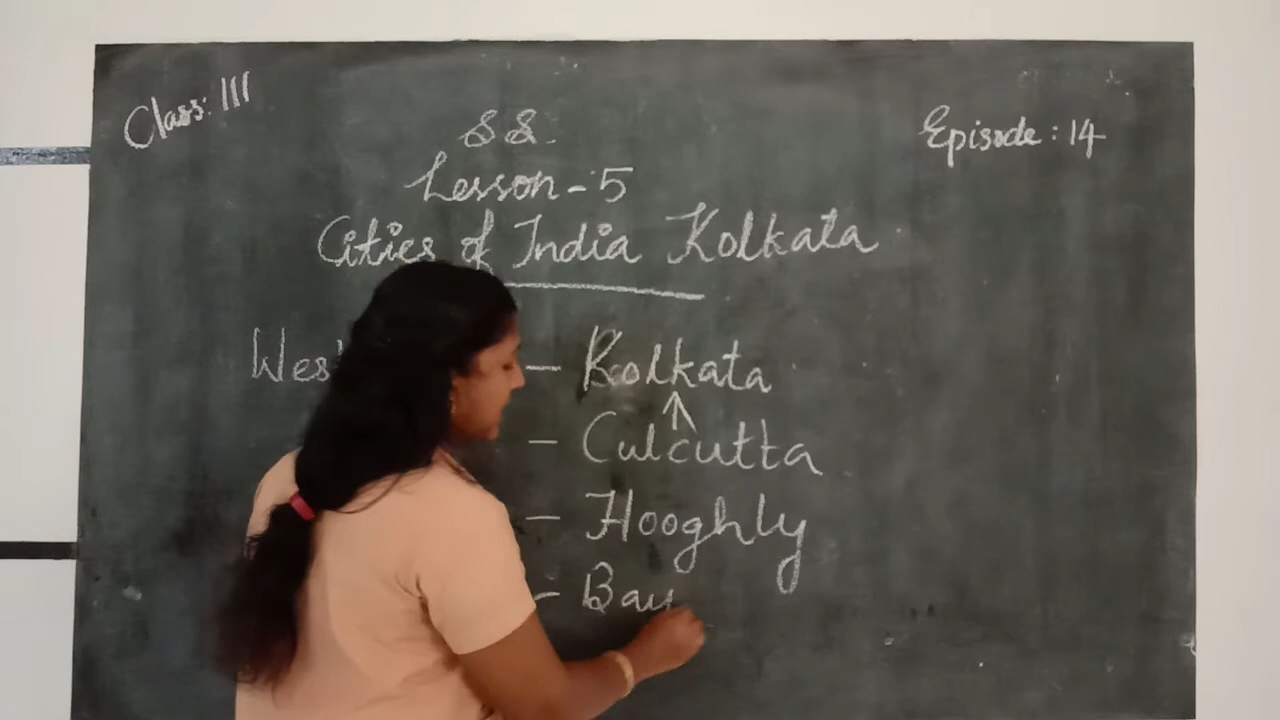 Class: III
Episode: 14
S S.
Lesson - 5
Cities of India Kolkata
– Kolkata
↑
– Culcutta
– Hooghly
– Bay